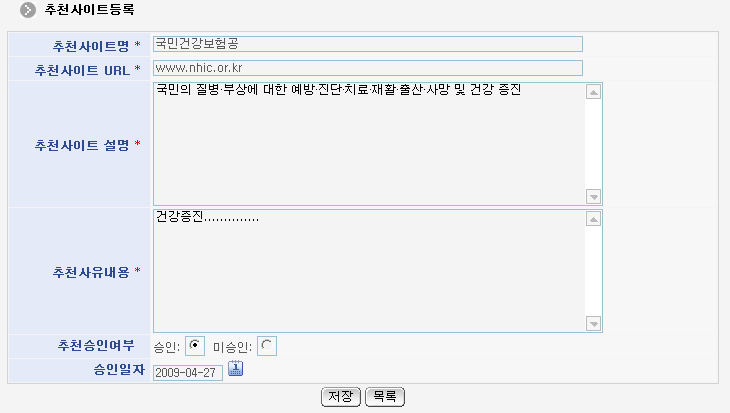 추천사이트등록
추천사이트명 * 국민건강보험공
추천사이트 URL * www.nhic.or.kr
추천사이트 설명 * 국민의 질병·부상에 대한 예방·진단·치료·재활·출산·사망 및 건강 증진
추천사유내용 * 건강증진..............
추천승인여부 승인: 미승인:
승인일자 2009-04-27 1
저장 목록